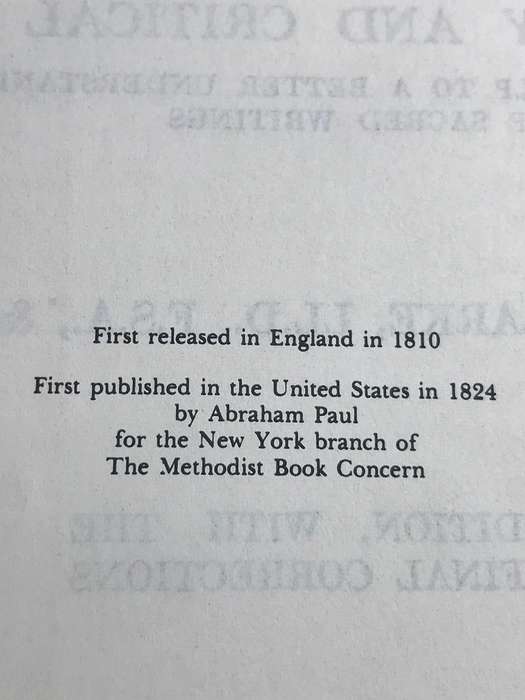 First released in England in 1810
First published in the United States in 1824
by Abraham Paul
for the New York branch of
The Methodist Book Concern